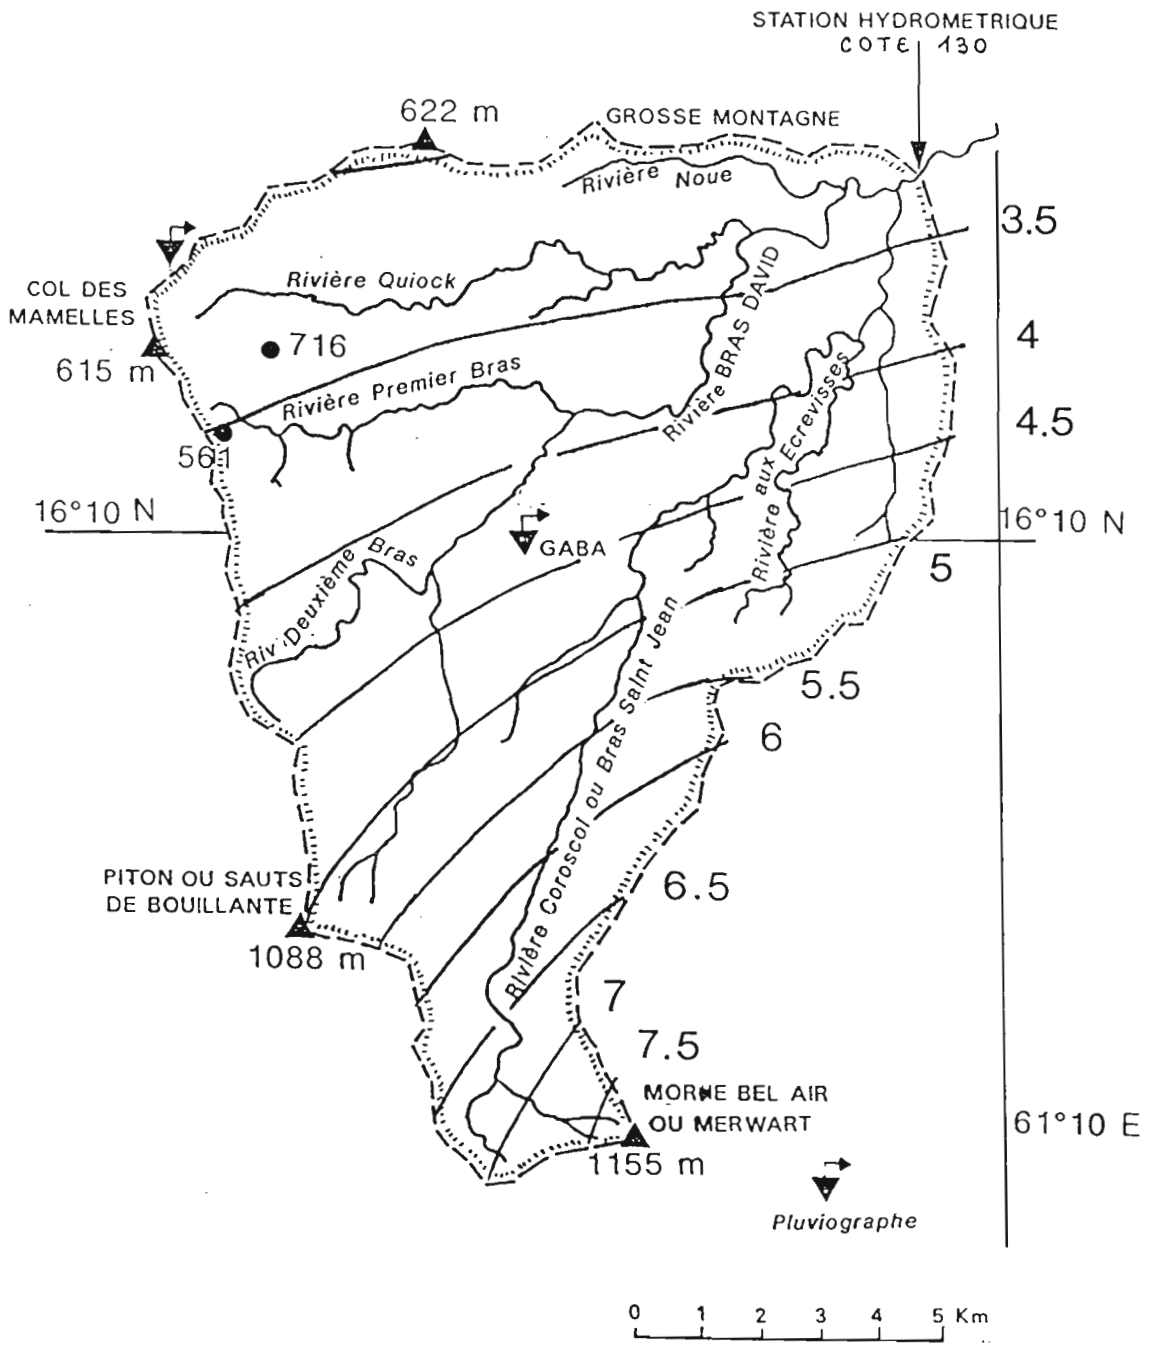 STATION HYDROMETRIQUE
COTE 130
622 m
GROSSE MONTAGNE
Rivière Noue
3.5
Rivière Quiock
COL DES
MAMELLES
615 m
716
Rivière BRAS DAVID
4
Rivière Premier Bras
561
4.5
Rivière aux Ecrevisses
16°10 N
16°10 N
GABA
5
Riv. Deuxième Bras
5.5
6
Rivière Coroscol ou Bras Saint Jean
PITON OU SAUTS
DE BOUILLANTE
1088 m
6.5
7
7.5
MORNE BEL AIR
OU MERWART
1155 m
61°10 E
Pluviographe
0 1 2 3 4 5 Km